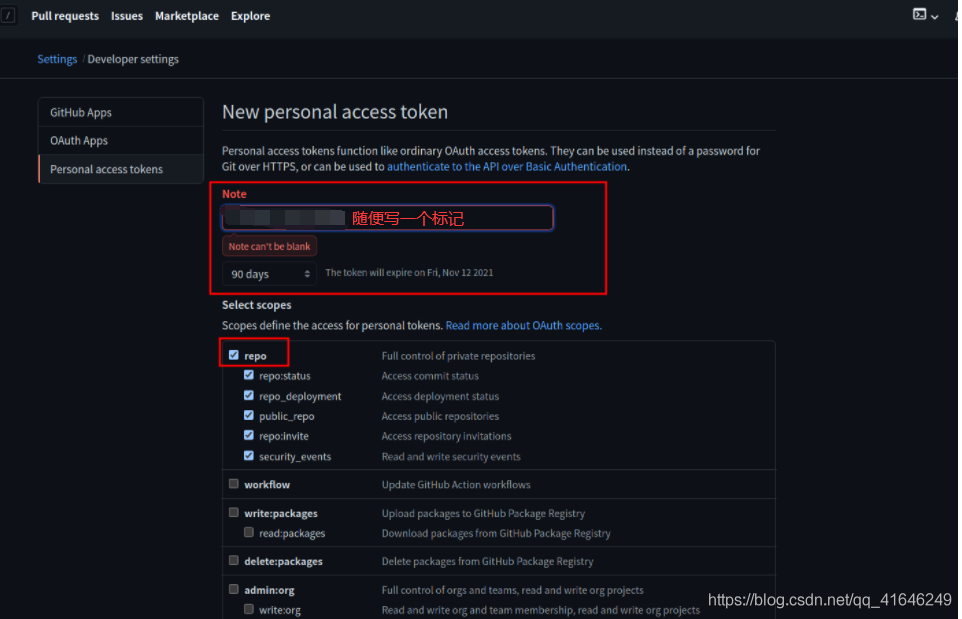 / Pull requests Issues Marketplace Explore
Settings / Developer settings
GitHub Apps
OAuth Apps
Personal access tokens
New personal access token
Personal access tokens function like ordinary OAuth access tokens. They can be used instead of a password for
Git over HTTPS, or can be used to authenticate to the API over Basic Authentication.
Note
随便写一个标记
Note can't be blank
90 days The token will expire on Fri, Nov 12 2021
Select scopes
Scopes define the access for personal tokens. Read more about OAuth scopes.
repo Full control of private repositories
repo:status Access commit status
repo_deployment Access deployment status
public_repo Access public repositories
repo:invite Access repository invitations
security_events Read and write security events
workflow Update GitHub Action workflows
write:packages Upload packages to GitHub Package Registry
read:packages Download packages from GitHub Package Registry
delete:packages Delete packages from GitHub Package Registry
admin:org Full control of orgs and teams, read and write org projects
write:org Read and write org and team membership, read and write org projects
https://blog.csdn.net/qq_41646249